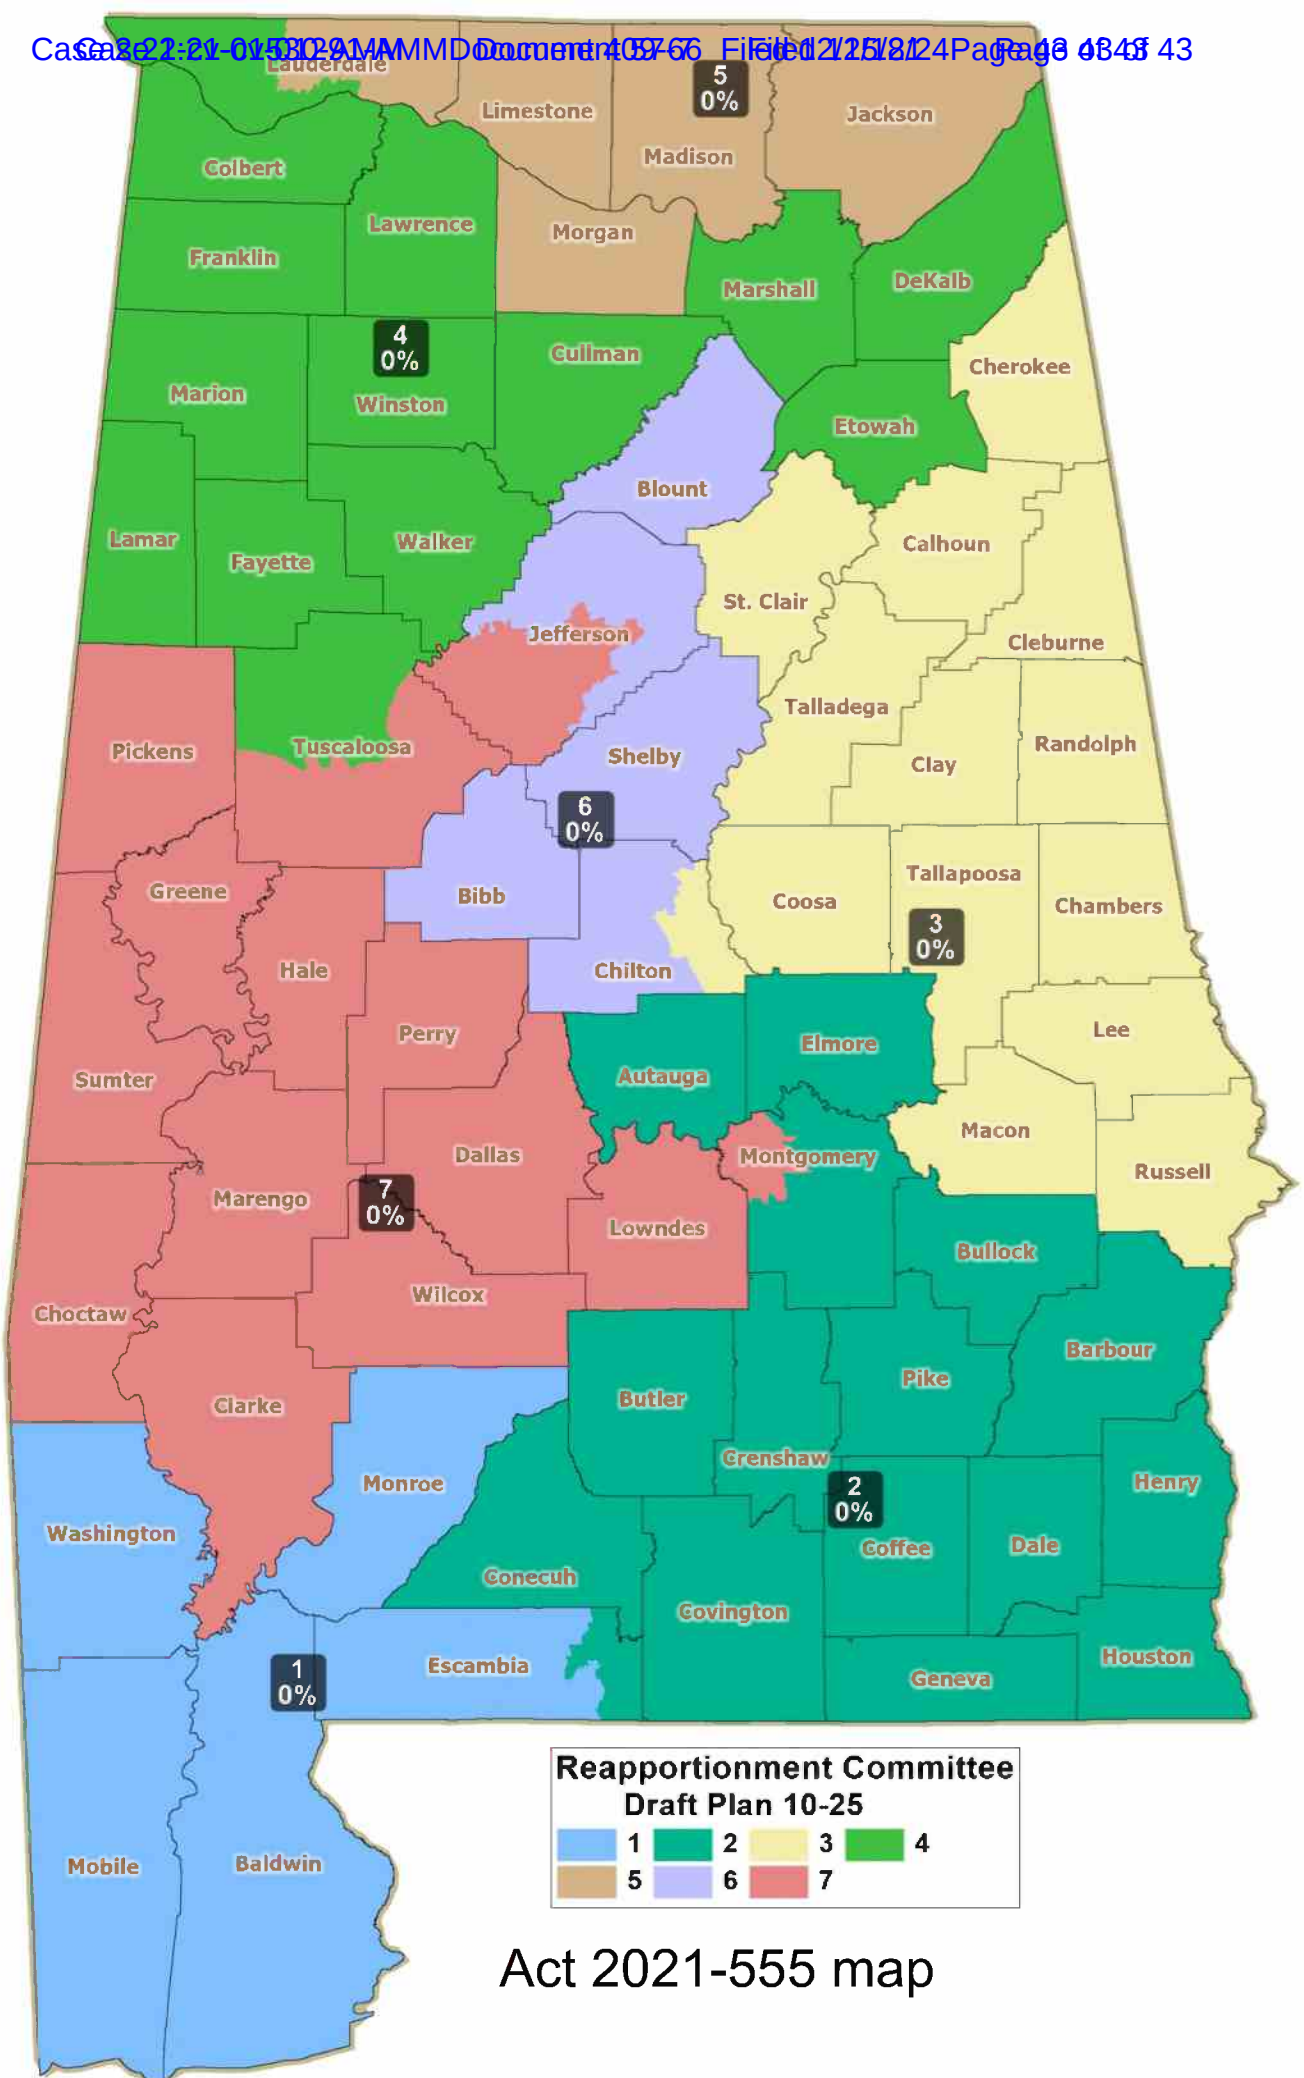 Lauderdale
5
0%
Limestone
Jackson
Madison
Colbert
Lawrence
Morgan
Franklin
Marshall
DeKalb
4
0%
Cullman
Cherokee
Marion
Winston
Etowah
Blount
Lamar
Walker
Calhoun
Fayette
St. Clair
Jefferson
Cleburne
Talladega
Pickens
Tuscaloosa
Shelby
Randolph
Clay
6
0%
Tallapoosa
Greene
Bibb
Coosa
Chambers
3
0%
Hale
Chilton
Perry
Elmore
Lee
Sumter
Autauga
Macon
Dallas
Montgomery
Russell
7
0%
Marengo
Lowndes
Bullock
Wilcox
Choctaw
Barbour
Pike
Butler
Clarke
Crenshaw
Monroe
Henry
2
0%
Washington
Coffee
Dale
Conecuh
Covington
Escambia
Houston
1
0%
Geneva
Reapportionment Committee
Draft Plan 10-25
1 2 3 4
5 6 7
Mobile
Baldwin
Act 2021-555 map